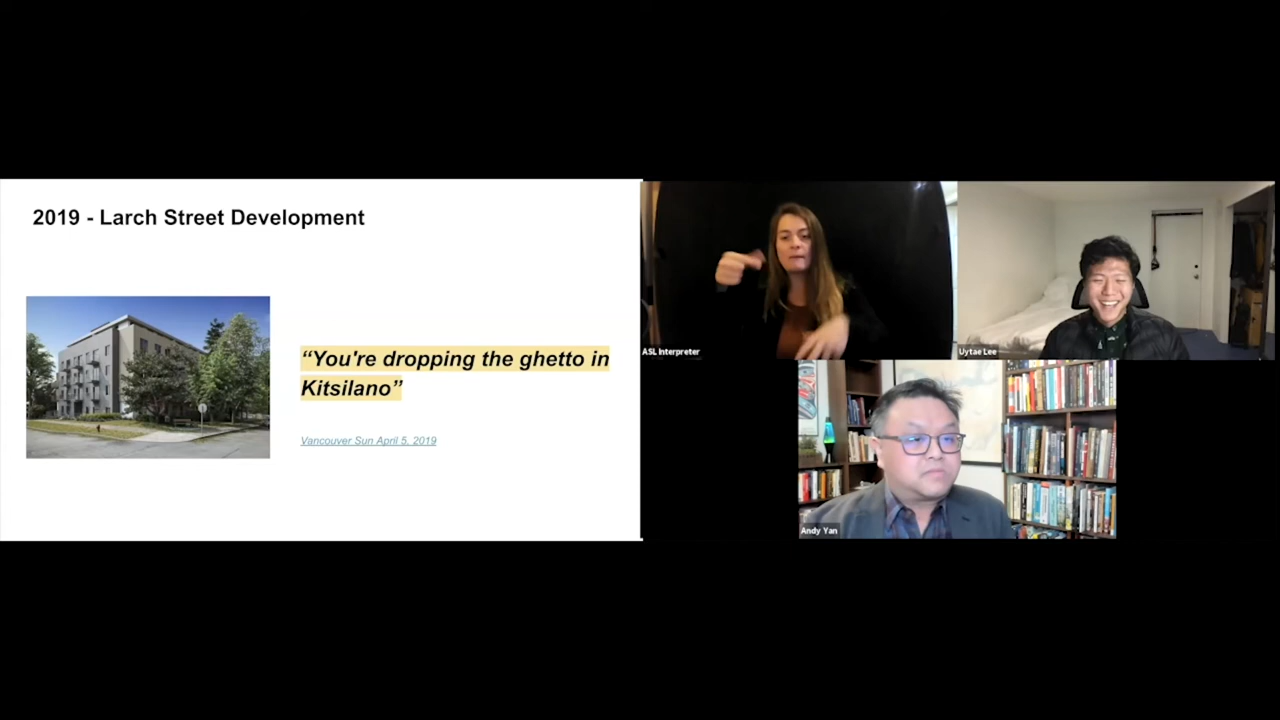 2019 - Larch Street Development
“You're dropping the ghetto in
Kitsilano”
Vancouver Sun April 5, 2019
ASL Interpreter
Uytae Lee
Andy Yan